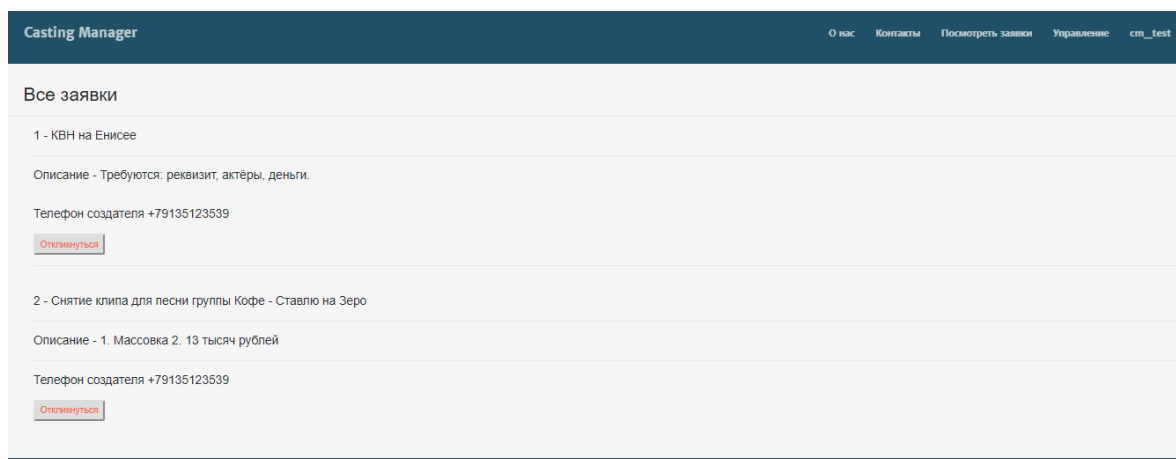 Casting Manager
О нас Контакты Посмотреть заявки Управление cm_test
Все заявки
1 - КВН на Енисее
Описание - Требуются: реквизит, актёры, деньги.
Телефон создателя +79135123539
Откликнуться
2 - Снятие клипа для песни группы Кофе - Ставлю на Зеро
Описание - 1. Массовка 2. 13 тысяч рублей
Телефон создателя +79135123539
Откликнуться